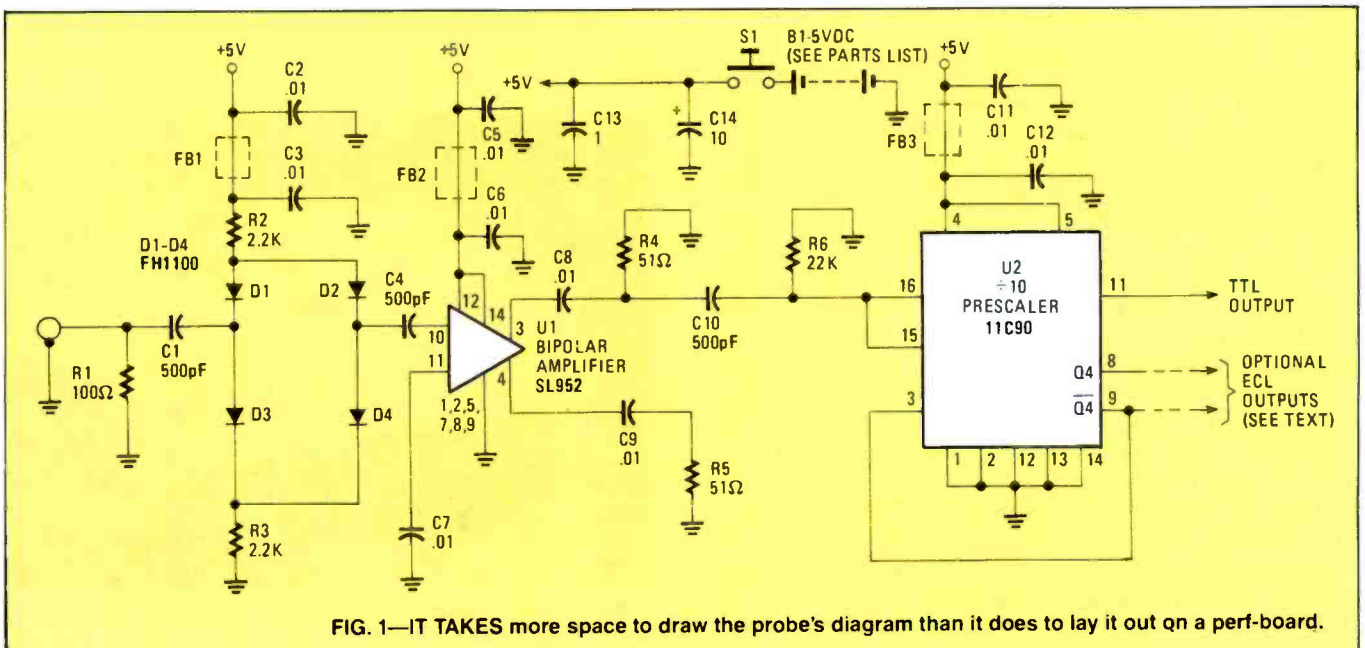 +5V
C2
.01
FB1
C3
.01
R2
2.2K
D1-D4
FH1100
D1
D2
C4
500pF
C1
500pF
R1
100Ω
D3
D4
R3
2.2K
+5V
C5
.01
FB2
C6
.01
12
14
10
3
11
4
U1
BIPOLAR
AMPLIFIER
SL952
1,2,5,
7,8,9
C7
.01
C8
.01
C9
.01
R5
51Ω
R4
51Ω
C10
500pF
R6
22K
+5V
C13
1
+
C14
10
S1
B1-5VDC
(SEE PARTS LIST)
+5V
C11
.01
FB3
C12
.01
4
5
16
15
3
U2
÷10
PRESCALER
11C90
11
TTL
OUTPUT
Q4
8
Q4
9
OPTIONAL
ECL
OUTPUTS
(SEE TEXT)
1
2
12
13
14
FIG. 1—IT TAKES more space to draw the probe's diagram than it does to lay it out on a perf-board.